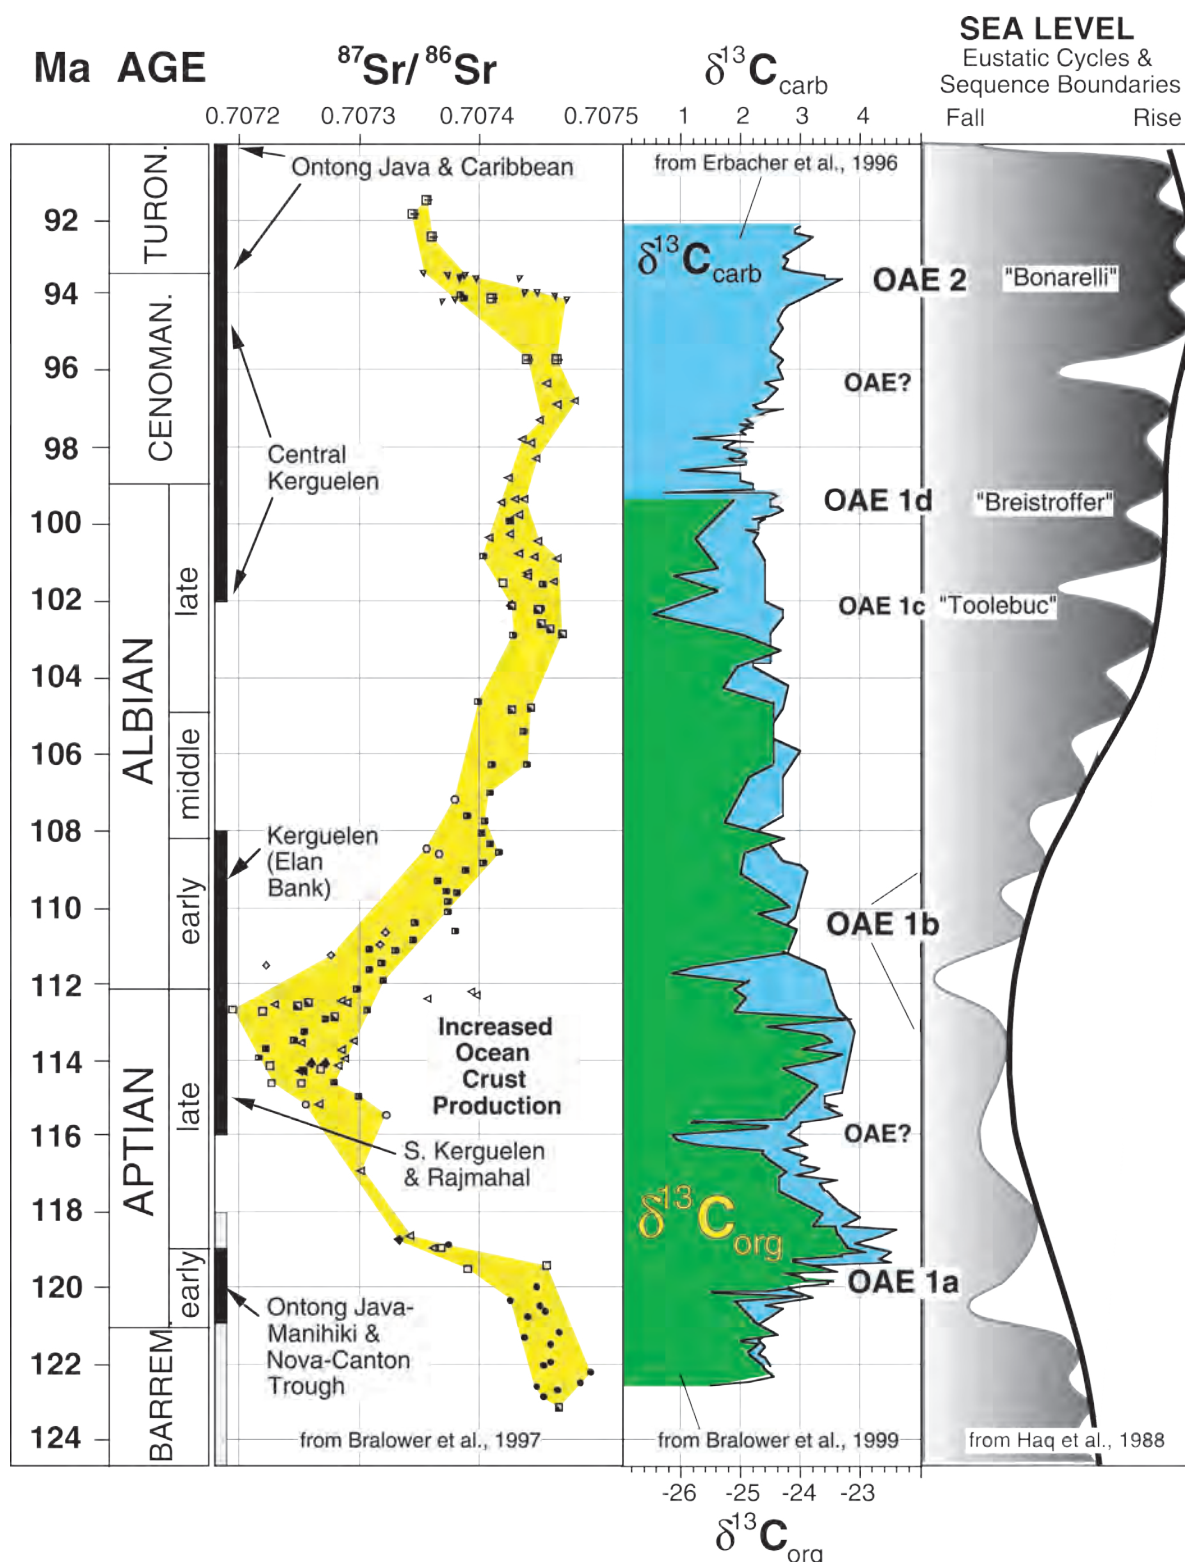 SEA LEVEL
Eustatic Cycles &
Sequence Boundaries
Fall Rise
Ma AGE
87Sr/ 86Sr
0.7072 0.7073 0.7074 0.7075
δ13Ccarb
1 2 3 4
TURON.
CENOMAN.
ALBIAN
late
middle
early
APTIAN
late
early
BARREM.
92
94
96
98
100
102
104
106
108
110
112
114
116
118
120
122
124
Ontong Java & Caribbean
Central
Kerguelen
Kerguelen
(Elan
Bank)
Increased
Ocean
Crust
Production
S. Kerguelen
& Rajmahal
Ontong Java-
Manihiki &
Nova-Canton
Trough
from Bralower et al., 1997
from Erbacher et al., 1996
δ13Ccarb
δ13Corg
from Bralower et al., 1999
-26 -25 -24 -23
δ13Corg
OAE 2 "Bonarelli"
OAE?
OAE 1d "Breistroffer"
OAE 1c "Toolebuc"
OAE 1b
OAE?
OAE 1a
from Haq et al., 1988